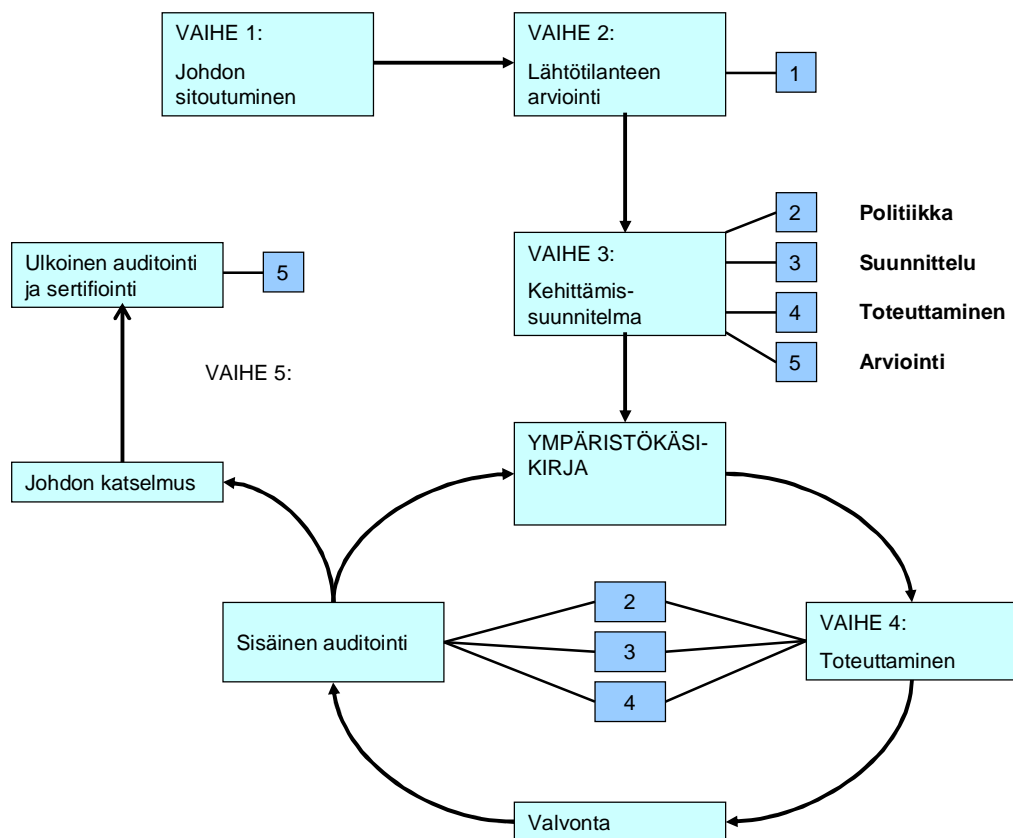 VAIHE 1:
Johdon
sitoutuminen
VAIHE 2:
Lähtötilanteen
arviointi
1
VAIHE 3:
Kehittämis-
suunnitelma
2
Politiikka
3
Suunnittelu
4
Toteuttaminen
5
Arviointi
Ulkoinen auditointi
ja sertifiointi
5
VAIHE 5:
Johdon katselmus
YMPÄRISTÖKÄSI-
KIRJA
Sisäinen auditointi
2
3
4
VAIHE 4:
Toteuttaminen
Valvonta